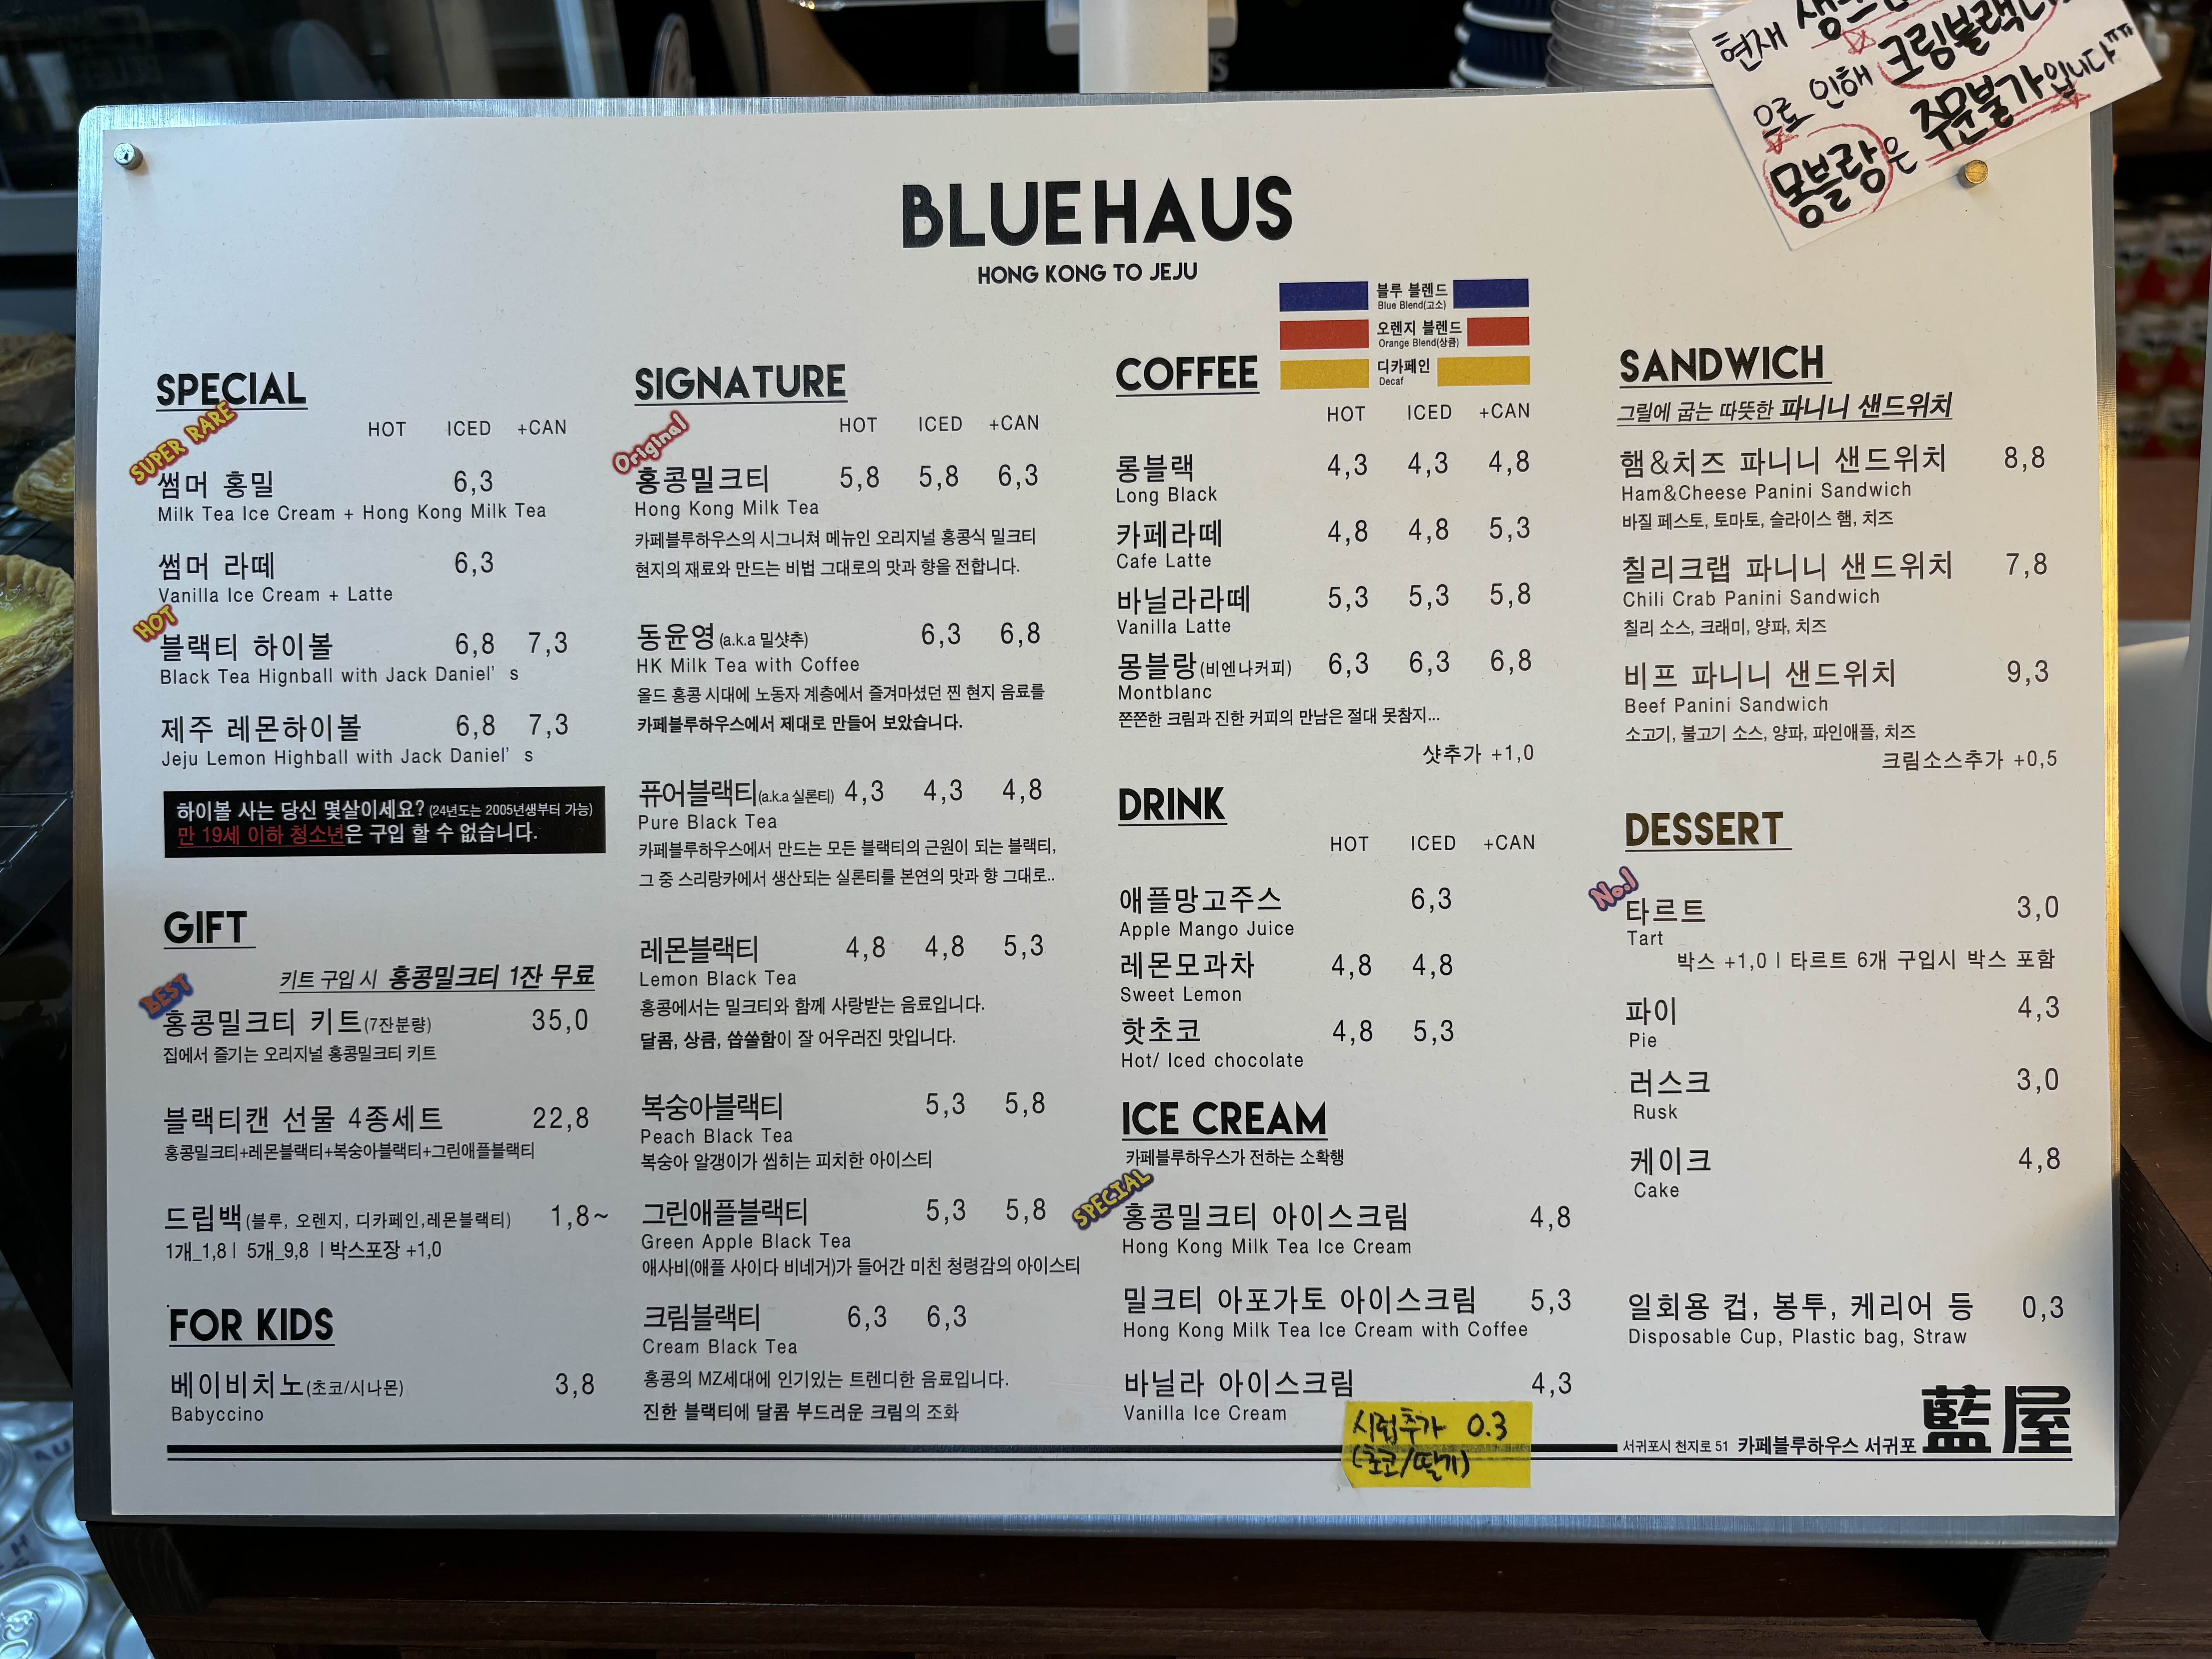 현재
으로 인해 크림블랙
몽블랑은 주문불가입니다ㅠㅠ
BLUEHAUS
HONG KONG TO JEJU
SPECIAL
HOT ICED +CAN
SUPER RARE
썸머 홍밀 6,3
Milk Tea Ice Cream + Hong Kong Milk Tea
썸머 라떼 6,3
Vanilla Ice Cream + Latte
HOT
블랙티 하이볼 6,8 7,3
Black Tea Hignball with Jack Daniel's
제주 레몬하이볼 6,8 7,3
Jeju Lemon Highball with Jack Daniel's
하이볼 사는 당신 몇살이세요? (24년도는 2005년생부터 가능)
만 19세 이하 청소년은 구입 할 수 없습니다.
GIFT
키트 구입 시 홍콩밀크티 1잔 무료
BEST
홍콩밀크티 키트(7잔분량) 35,0
집에서 즐기는 오리지널 홍콩밀크티 키트
블랙티캔 선물 4종세트 22,8
홍콩밀크티+레몬블랙티+복숭아블랙티+그린애플블랙티
드립백(블루, 오렌지, 디카페인,레몬블랙티) 1,8~
1개_1,8 | 5개_9,8 | 박스포장 +1,0
FOR KIDS
베이비치노(초코/시나몬) 3,8
Babyccino
SIGNATURE
HOT ICED +CAN
Original
홍콩밀크티 5,8 5,8 6,3
Hong Kong Milk Tea
카페블루하우스의 시그니쳐 메뉴인 오리지널 홍콩식 밀크티
현지의 재료와 만드는 비법 그대로의 맛과 향을 전합니다.
동윤영(a.k.a 밀샷추) 6,3 6,8
HK Milk Tea with Coffee
올드 홍콩 시대에 노동자 계층에서 즐겨마셨던 찐 현지 음료를
카페블루하우스에서 제대로 만들어 보았습니다.
퓨어블랙티(a.k.a 실론티) 4,3 4,3 4,8
Pure Black Tea
카페블루하우스에서 만드는 모든 블랙티의 근원이 되는 블랙티,
그 중 스리랑카에서 생산되는 실론티를 본연의 맛과 향 그대로..
레몬블랙티 4,8 4,8 5,3
Lemon Black Tea
홍콩에서는 밀크티와 함께 사랑받는 음료입니다.
달콤, 상큼, 씁쓸함이 잘 어우러진 맛입니다.
복숭아블랙티 5,3 5,8
Peach Black Tea
복숭아 알갱이가 씹히는 피치한 아이스티
그린애플블랙티 5,3 5,8
Green Apple Black Tea
애사비(애플 사이다 비네거)가 들어간 미친 청령감의 아이스티
크림블랙티 6,3 6,3
Cream Black Tea
홍콩의 MZ세대에 인기있는 트렌디한 음료입니다.
진한 블랙티에 달콤 부드러운 크림의 조화
블루 블렌드
Blue Blend(고소)
오렌지 블렌드
Orange Blend(상큼)
디카페인
Decaf
COFFEE
HOT ICED +CAN
롱블랙 4,3 4,3 4,8
Long Black
카페라떼 4,8 4,8 5,3
Cafe Latte
바닐라라떼 5,3 5,3 5,8
Vanilla Latte
몽블랑(비엔나커피) 6,3 6,3 6,8
Montblanc
쫀쫀한 크림과 진한 커피의 만남은 절대 못참지...
샷추가 +1,0
DRINK
HOT ICED +CAN
애플망고주스 6,3
Apple Mango Juice
레몬모과차 4,8 4,8
Sweet Lemon
핫초코 4,8 5,3
Hot/ Iced chocolate
ICE CREAM
카페블루하우스가 전하는 소확행
SPECIAL
홍콩밀크티 아이스크림 4,8
Hong Kong Milk Tea Ice Cream
밀크티 아포가토 아이스크림 5,3
Hong Kong Milk Tea Ice Cream with Coffee
바닐라 아이스크림 4,3
Vanilla Ice Cream
시럽추가 0.3
(초코/딸기)
SANDWICH
그릴에 굽는 따뜻한 파니니 샌드위치
햄&치즈 파니니 샌드위치 8,8
Ham&Cheese Panini Sandwich
바질 페스토, 토마토, 슬라이스 햄, 치즈
칠리크랩 파니니 샌드위치 7,8
Chili Crab Panini Sandwich
칠리 소스, 크래미, 양파, 치즈
비프 파니니 샌드위치 9,3
Beef Panini Sandwich
소고기, 불고기 소스, 양파, 파인애플, 치즈
크림소스추가 +0,5
DESSERT
No.1
타르트 3,0
Tart
박스 +1,0 | 타르트 6개 구입시 박스 포함
파이 4,3
Pie
러스크 3,0
Rusk
케이크 4,8
Cake
일회용 컵, 봉투, 케리어 등 0,3
Disposable Cup, Plastic bag, Straw
서귀포시 천지로 51 카페블루하우스 서귀포 藍屋